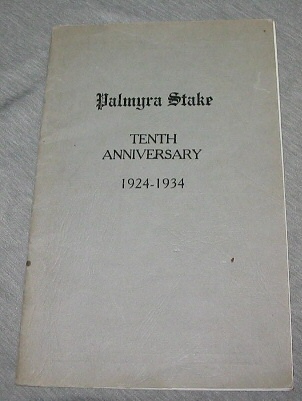 Palmyra Stake
TENTH
ANNIVERSARY
1924-1934